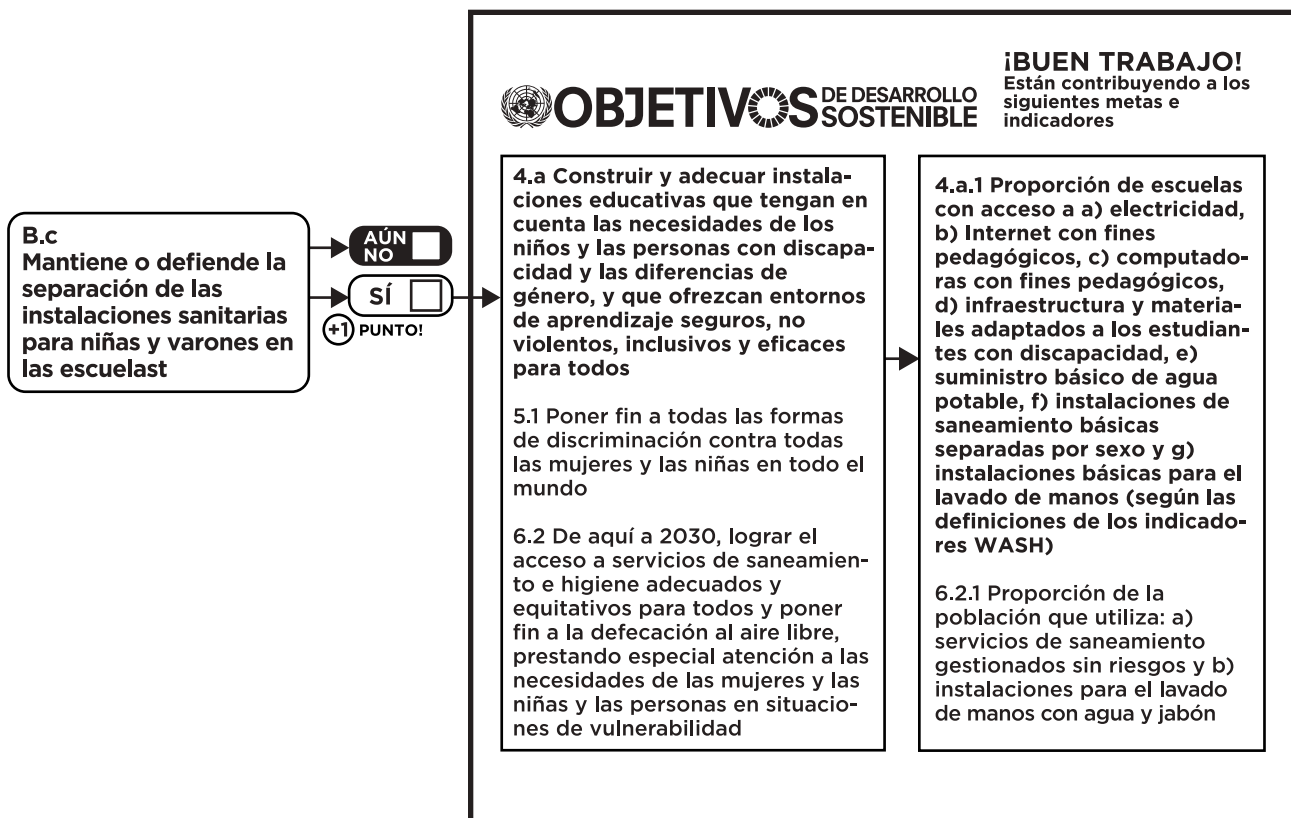 B.c
Mantiene o defiende la
separación de las
instalaciones sanitarias
para niñas y varones en
las escuelast
AÚN
NO
SÍ
+1 PUNTO!
OBJETIVOS DE DESARROLLO
SOSTENIBLE
¡BUEN TRABAJO!
Están contribuyendo a los
siguientes metas e
indicadores
4.a Construir y adecuar instala-
ciones educativas que tengan en
cuenta las necesidades de los
niños y las personas con discapa-
cidad y las diferencias de
género, y que ofrezcan entornos
de aprendizaje seguros, no
violentos, inclusivos y eficaces
para todos
5.1 Poner fin a todas las formas
de discriminación contra todas
las mujeres y las niñas en todo el
mundo
6.2 De aquí a 2030, lograr el
acceso a servicios de saneamien-
to e higiene adecuados y
equitativos para todos y poner
fin a la defecación al aire libre,
prestando especial atención a las
necesidades de las mujeres y las
niñas y las personas en situacio-
nes de vulnerabilidad
4.a.1 Proporción de escuelas
con acceso a a) electricidad,
b) Internet con fines
pedagógicos, c) computado-
ras con fines pedagógicos,
d) infraestructura y materia-
les adaptados a los estudian-
tes con discapacidad, e)
suministro básico de agua
potable, f) instalaciones de
saneamiento básicas
separadas por sexo y g)
instalaciones básicas para el
lavado de manos (según las
definiciones de los indicado-
res WASH)
6.2.1 Proporción de la
población que utiliza: a)
servicios de saneamiento
gestionados sin riesgos y b)
instalaciones para el lavado
de manos con agua y jabón